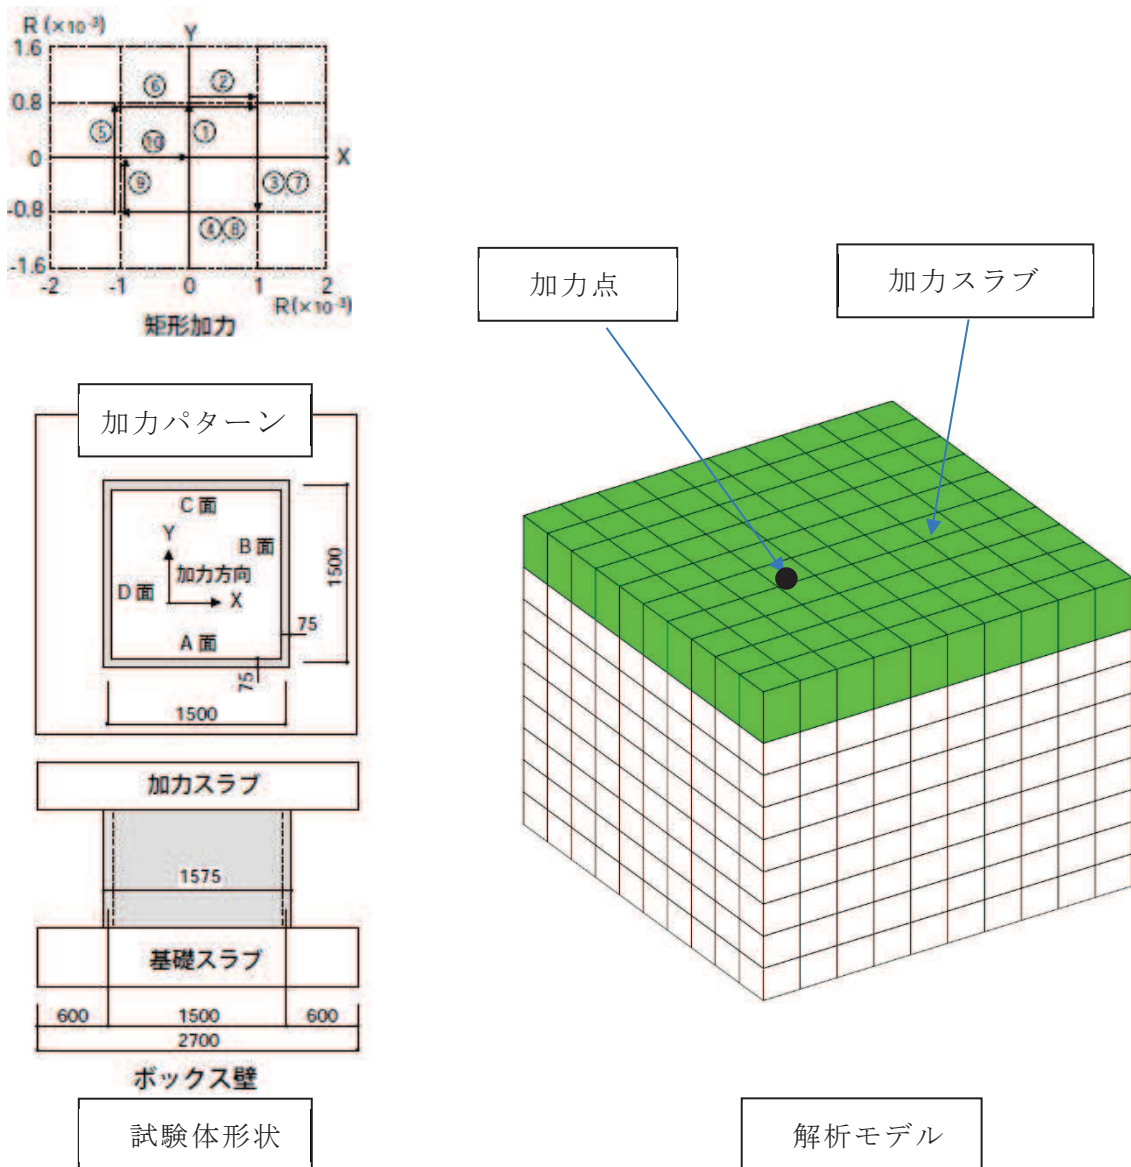 R (×10⁻³)
Y
1.6
⑥
②
0.8
⑤
⑩
①
0
X
⑨
③⑦
-0.8
④⑧
-1.6
-2
-1
0
1
2
R(×10⁻³)
矩形加力
加力パターン
C 面
Y
B 面
加力方向
1500
D 面
X
75
A 面
75
1500
加力スラブ
1575
基礎スラブ
600
1500
600
2700
ボックス壁
試験体形状
加力点
加力スラブ
解析モデル